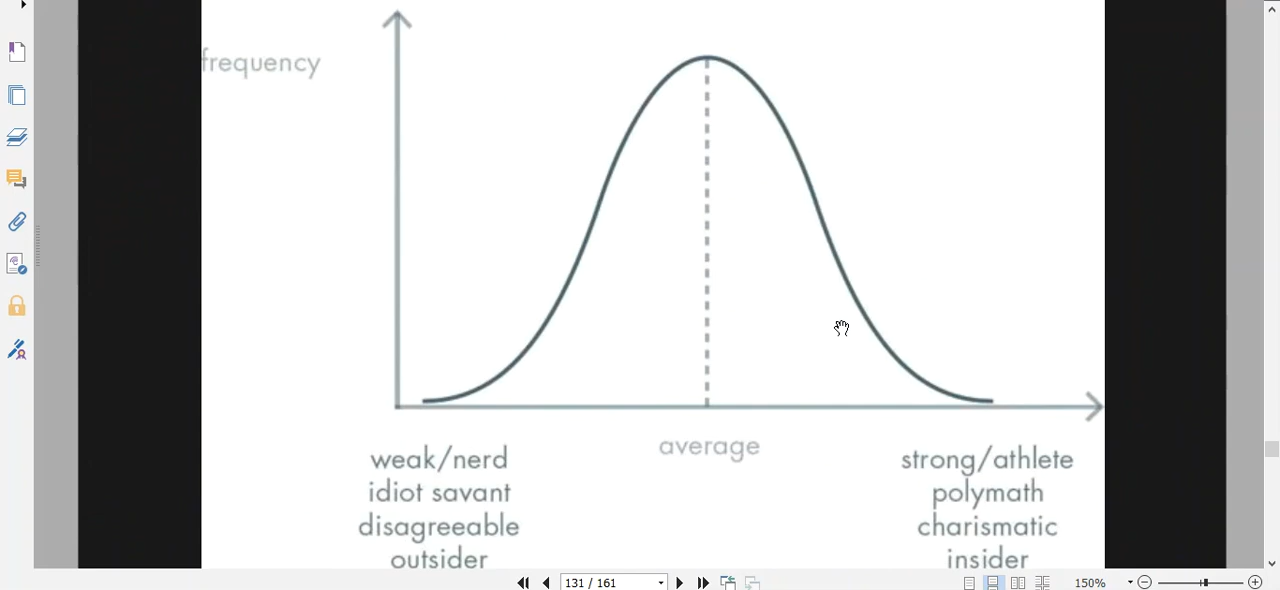 frequency
average
weak/nerd
idiot savant
disagreeable
outsider
strong/athlete
polymath
charismatic
insider
131 / 161
150%